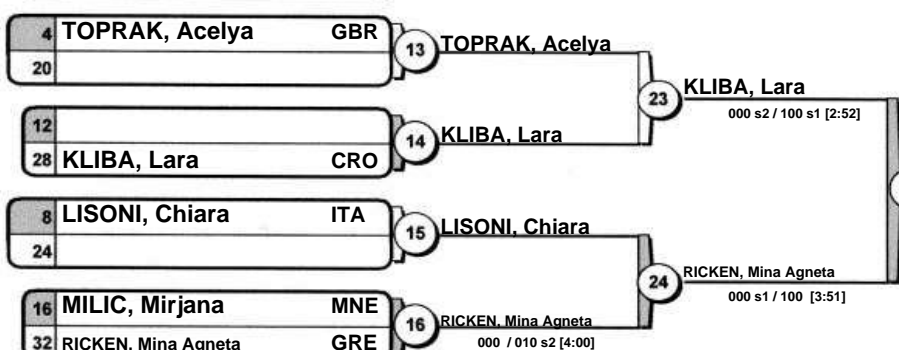 4 TOPRAK, Acelya GBR
20
13 TOPRAK, Acelya
12
28 KLIBA, Lara CRO
14 KLIBA, Lara
23 KLIBA, Lara
000 s2 / 100 s1 [2:52]
8 LISONI, Chiara ITA
24
15 LISONI, Chiara
16 MILIC, Mirjana MNE
32 RICKEN, Mina Agneta GRE
16 RICKEN, Mina Agneta
000 / 010 s2 [4:00]
24 RICKEN, Mina Agneta
000 s1 / 100 [3:51]